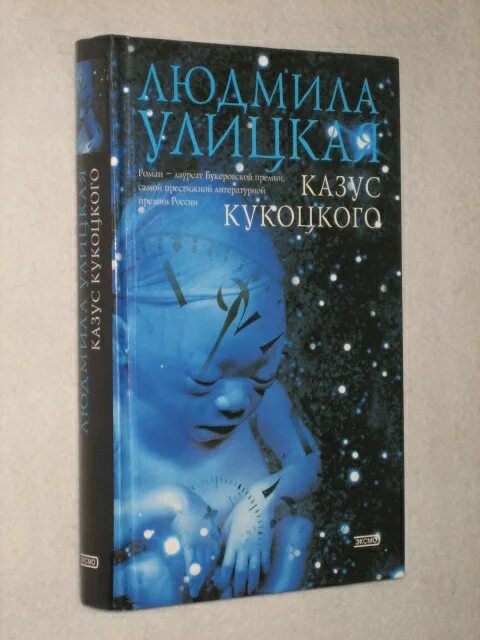 ЛЮДМИЛА
УЛИЦКАЯ
Роман – лауреат Букеровской премии,
самой престижной литературной
премии России
КАЗУС
КУКОЦКОГО
ЭКСМО
ЛЮДМИЛА УЛИЦКАЯ
КАЗУС КУКОЦКОГО
ЭКСМО